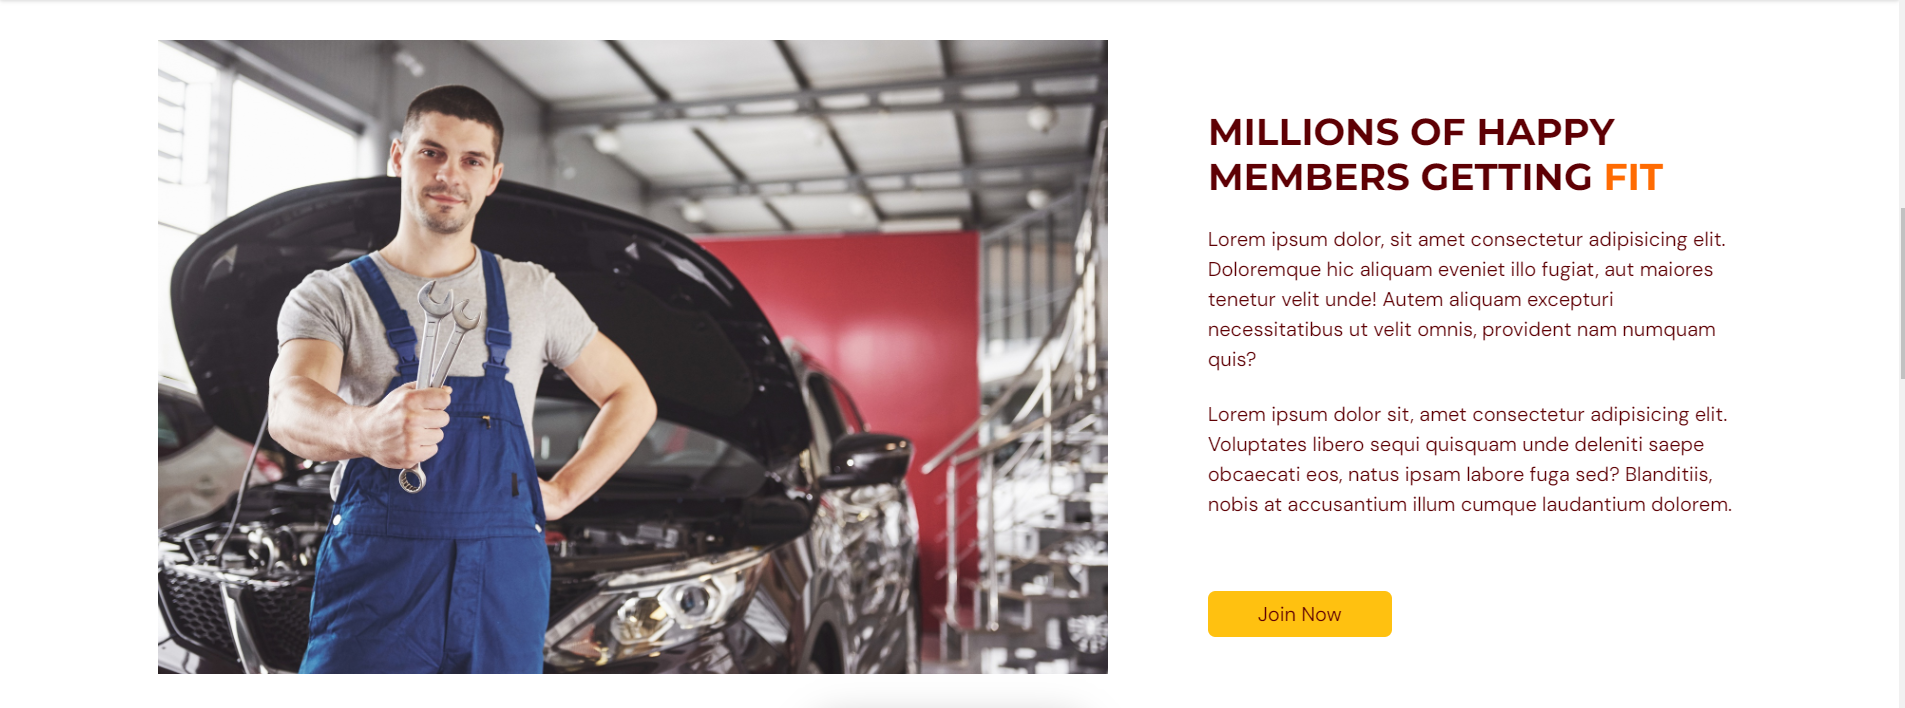 MILLIONS OF HAPPY
MEMBERS GETTING FIT
Lorem ipsum dolor, sit amet consectetur adipisicing elit.
Doloremque hic aliquam eveniet illo fugiat, aut maiores
tenetur velit unde! Autem aliquam excepturi
necessitatibus ut velit omnis, provident nam numquam
quis?
Lorem ipsum dolor sit, amet consectetur adipisicing elit.
Voluptates libero sequi quisquam unde deleniti saepe
obcaecati eos, natus ipsam labore fuga sed? Blanditiis,
nobis at accusantium illum cumque laudantium dolorem.
Join Now